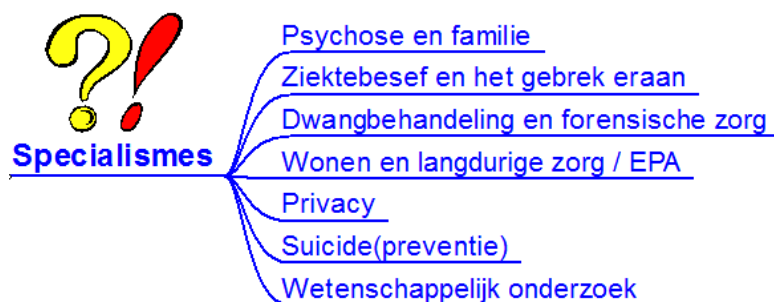 Specialismes
Psychose en familie
Ziektebesef en het gebrek eraan
Dwangbehandeling en forensische zorg
Wonen en langdurige zorg / EPA
Privacy
Suicide(preventie)
Wetenschappelijk onderzoek